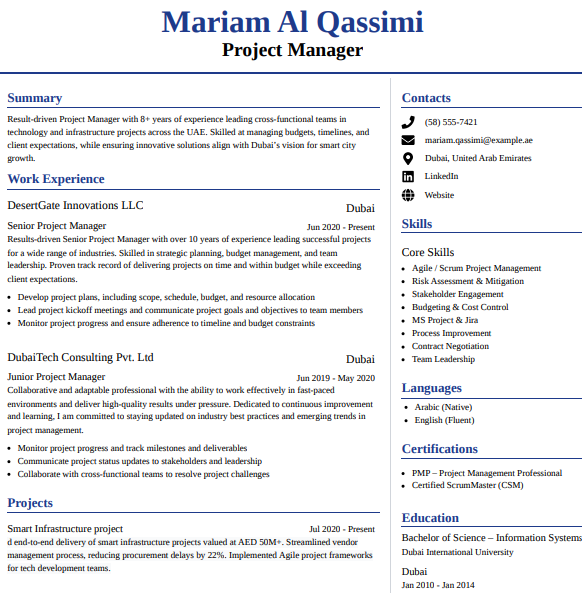 Mariam Al Qassimi
Project Manager
Summary
Result-driven Project Manager with 8+ years of experience leading cross-functional teams in
technology and infrastructure projects across the UAE. Skilled at managing budgets, timelines, and
client expectations, while ensuring innovative solutions align with Dubai's vision for smart city
growth.
Work Experience
DesertGate Innovations LLC
Dubai
Senior Project Manager
Jun 2020 - Present
Results-driven Senior Project Manager with over 10 years of experience leading successful projects
for a wide range of industries. Skilled in strategic planning, budget management, and team
leadership. Proven track record of delivering projects on time and within budget while exceeding
client expectations.
• Develop project plans, including scope, schedule, budget, and resource allocation
• Lead project kickoff meetings and communicate project goals and objectives to team members
• Monitor project progress and ensure adherence to timeline and budget constraints
DubaiTech Consulting Pvt. Ltd
Dubai
Junior Project Manager
Jun 2019 - May 2020
Collaborative and adaptable professional with the ability to work effectively in fast-paced
environments and deliver high-quality results under pressure. Dedicated to continuous improvement
and learning, I am committed to staying updated on industry best practices and emerging trends in
project management.
• Monitor project progress and track milestones and deliverables
• Communicate project status updates to stakeholders and leadership
• Collaborate with cross-functional teams to resolve project challenges
Projects
Smart Infrastructure project
Jul 2020 - Present
d end-to-end delivery of smart infrastructure projects valued at AED 50M+. Streamlined vendor
management process, reducing procurement delays by 22%. Implemented Agile project frameworks
for tech development teams.
Contacts
(58) 555-7421
mariam.qassimi@example.ae
Dubai, United Arab Emirates
LinkedIn
Website
Skills
Core Skills
• Agile / Scrum Project Management
• Risk Assessment & Mitigation
• Stakeholder Engagement
• Budgeting & Cost Control
• MS Project & Jira
• Process Improvement
• Contract Negotiation
• Team Leadership
Languages
• Arabic (Native)
• English (Fluent)
Certifications
• PMP – Project Management Professional
• Certified ScrumMaster (CSM)
Education
Bachelor of Science – Information Systems
Dubai International University
Dubai
Jan 2010 - Jan 2014